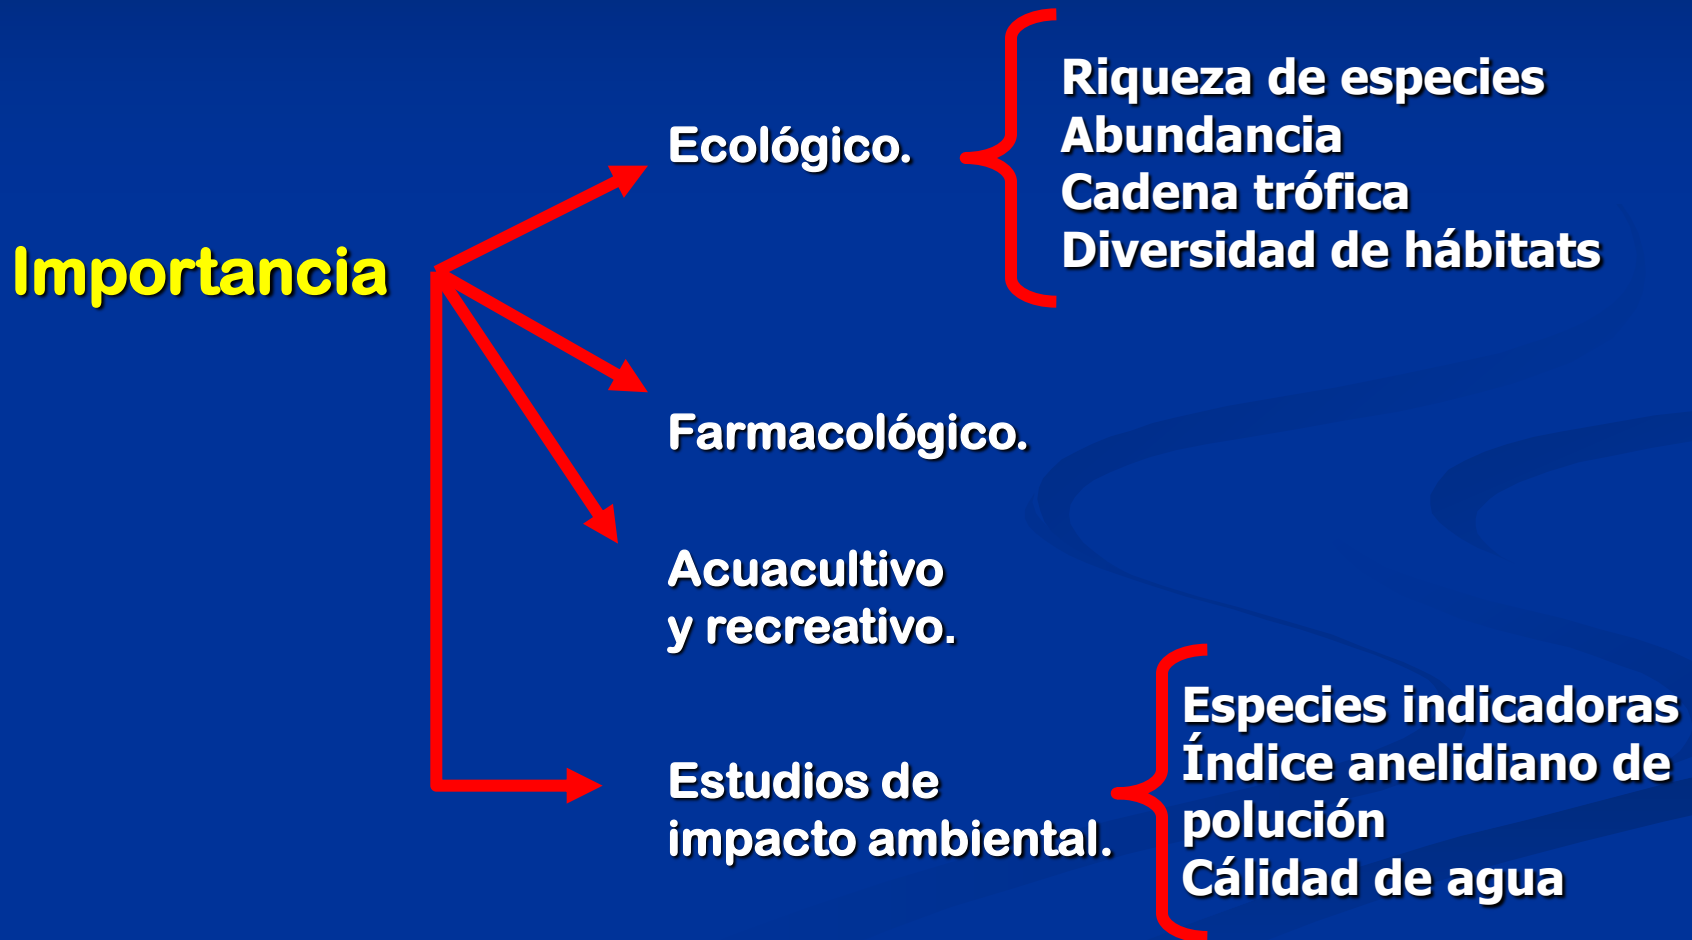 Importancia
Ecológico.
Riqueza de especies
Abundancia
Cadena trófica
Diversidad de hábitats
Farmacológico.
Acuacultivo
y recreativo.
Estudios de
impacto ambiental.
Especies indicadoras
Índice anelidiano de
polución
Cálidad de agua